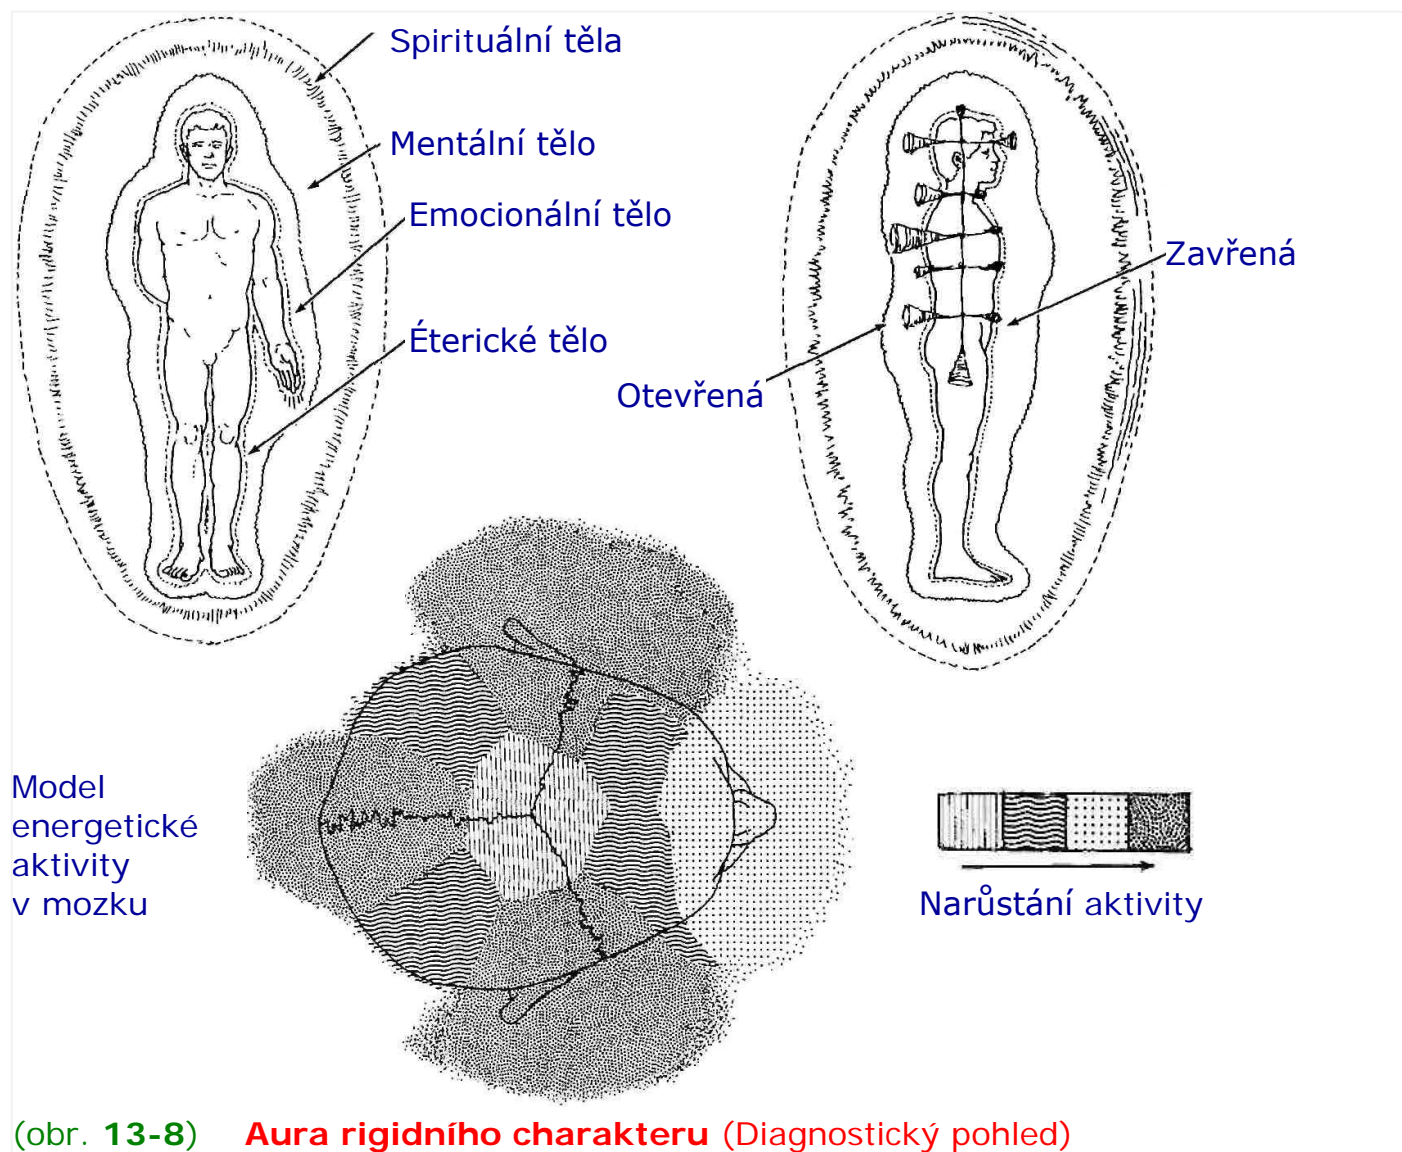 Spirituální těla
Mentální tělo
Emocionální tělo
Éterické tělo
Zavřená
Otevřená
Model
energetické
aktivity
v mozku
Narůstání aktivity
(obr. 13-8) Aura rigidního charakteru (Diagnostický pohled)